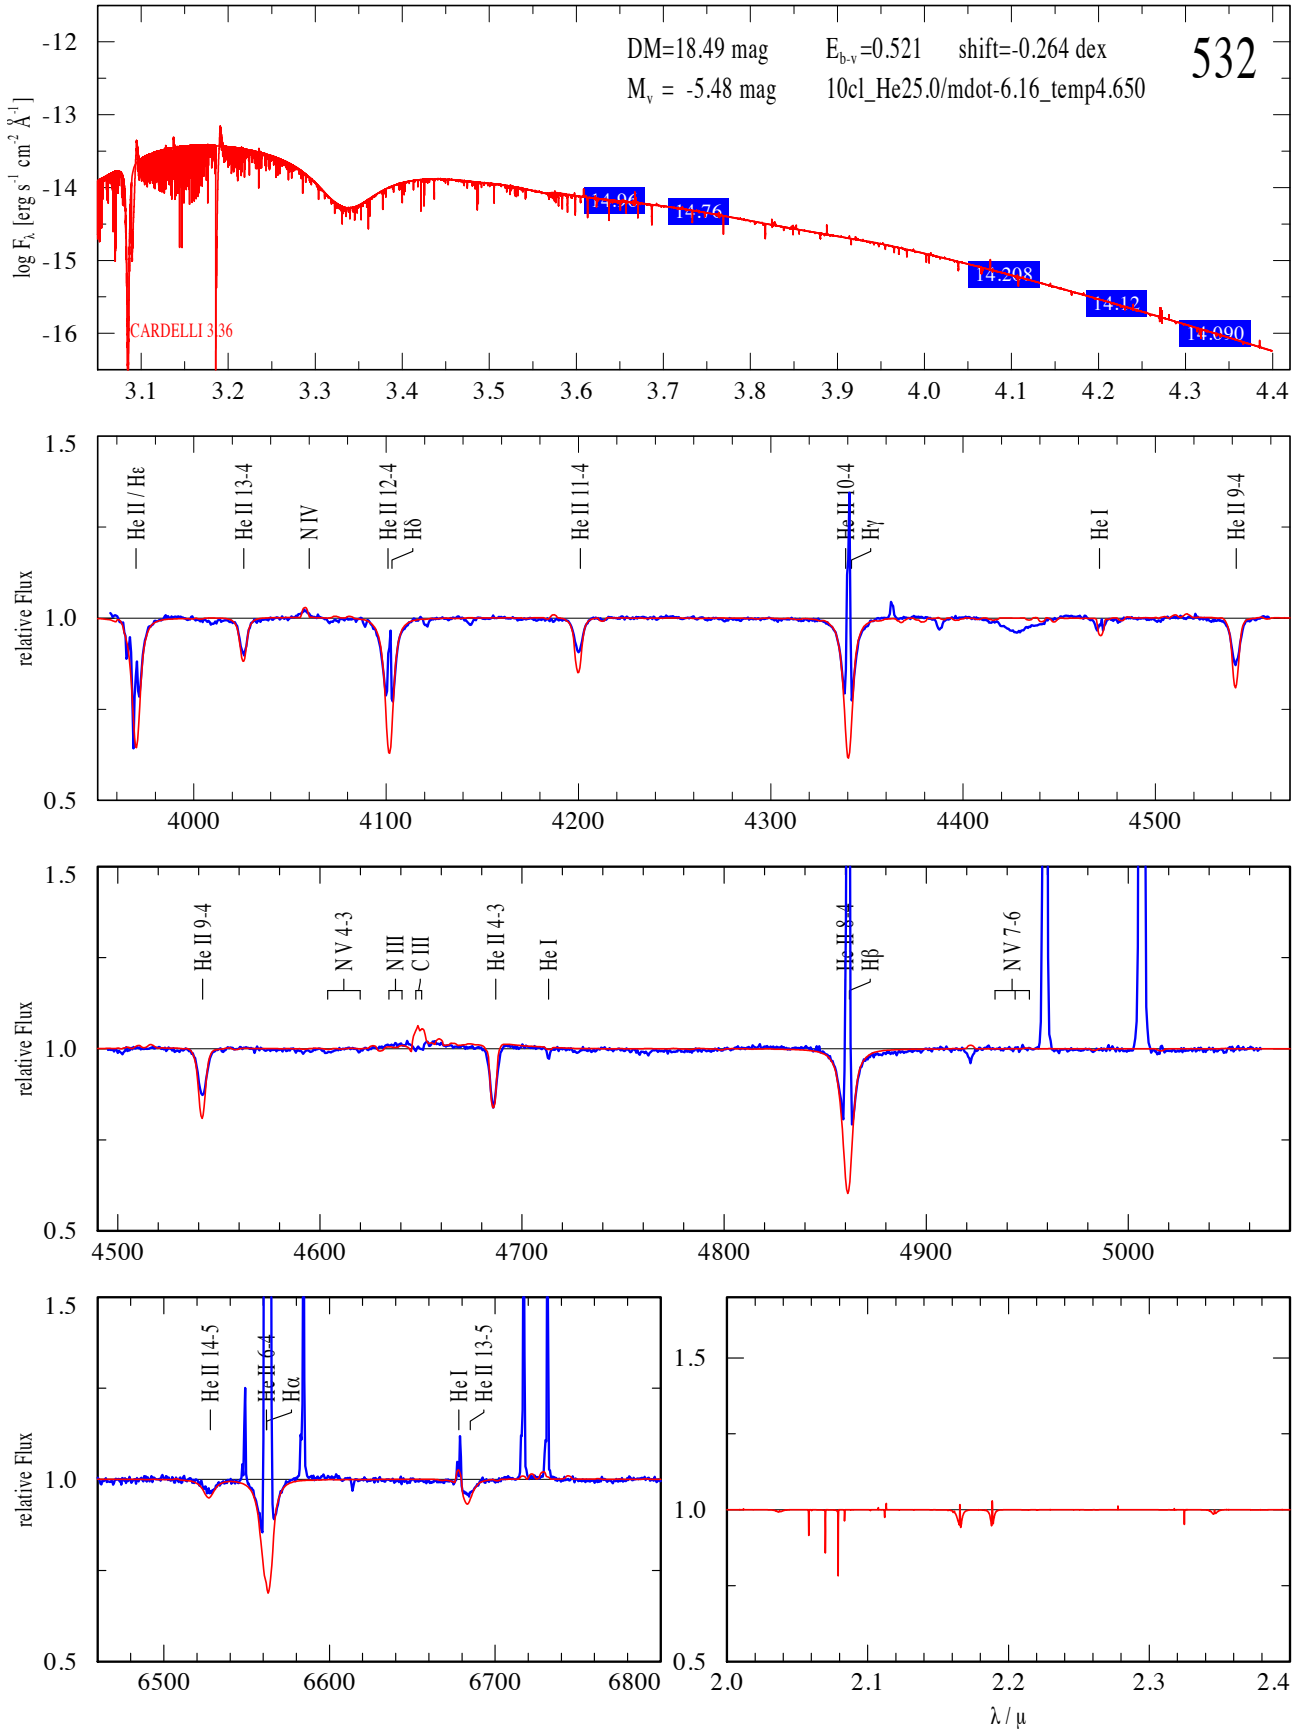 532
DM=18.49 mag E_b-v=0.521 shift=-0.264 dex
M_v = -5.48 mag 10cl_He25.0/mdot-6.16_temp4.650
log F_λ [erg s⁻¹ cm⁻² Å⁻¹]
-12
-13
-14
-15
-16
14.96
14.76
14.208
14.12
14.090
CARDELLI 3.36
3.1 3.2 3.3 3.4 3.5 3.6 3.7 3.8 3.9 4.0 4.1 4.2 4.3 4.4
relative Flux
1.5
1.0
0.5
He II / Hε
He II 13-4
N IV
He II 12-4
Hδ
He II 11-4
He II 10-4
Hγ
He I
He II 9-4
4000 4100 4200 4300 4400 4500
relative Flux
1.5
1.0
0.5
He II 9-4
N V 4-3
N III
C III
He II 4-3
He I
He II 8-4
Hβ
N V 7-6
4500 4600 4700 4800 4900 5000
relative Flux
1.5
1.0
0.5
He II 14-5
He II 6-4
Hα
He I
He II 13-5
6500 6600 6700 6800
1.5
1.0
0.5
2.0 2.1 2.2 2.3 2.4
λ / μ